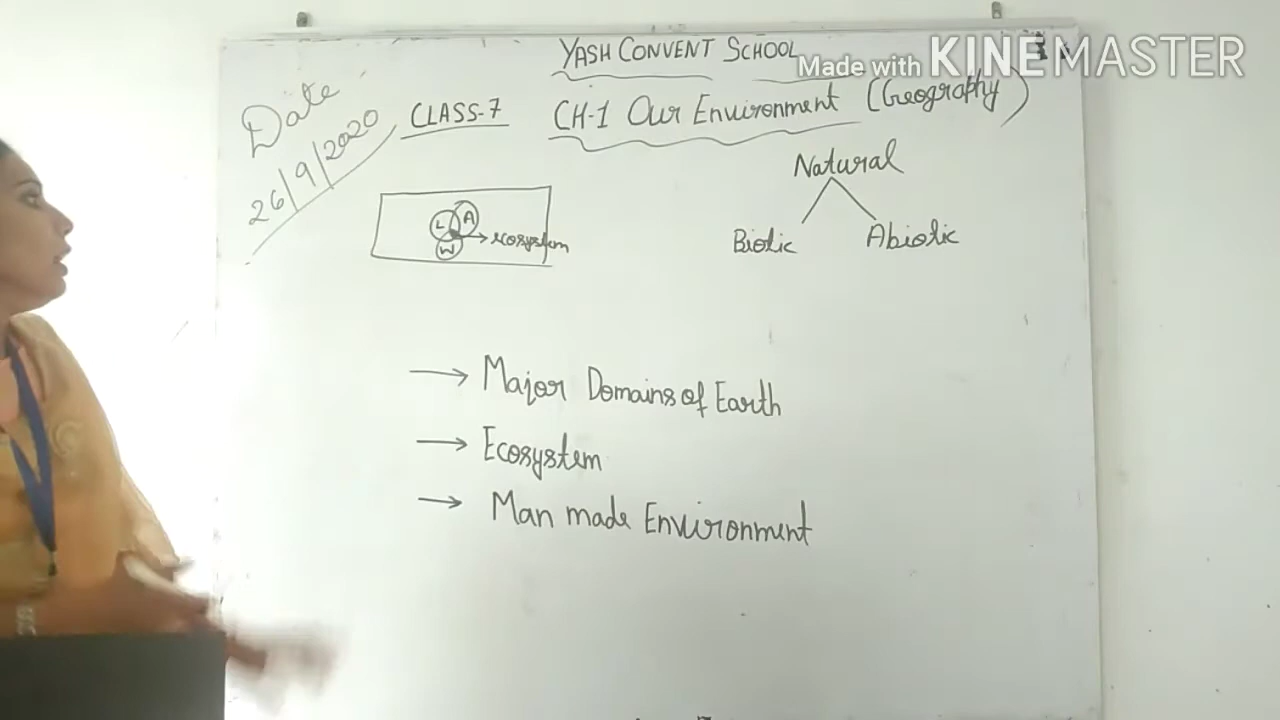 YASH CONVENT SCHOOL
Made with KINEMASTER
Date
26/9/2020
CLASS-7
CH-1 Our Environment (Geography)
Natural
Biotic Abiotic
L A
W
ecosystem
→ Major Domains of Earth
→ Ecosystem
→ Man made Environment